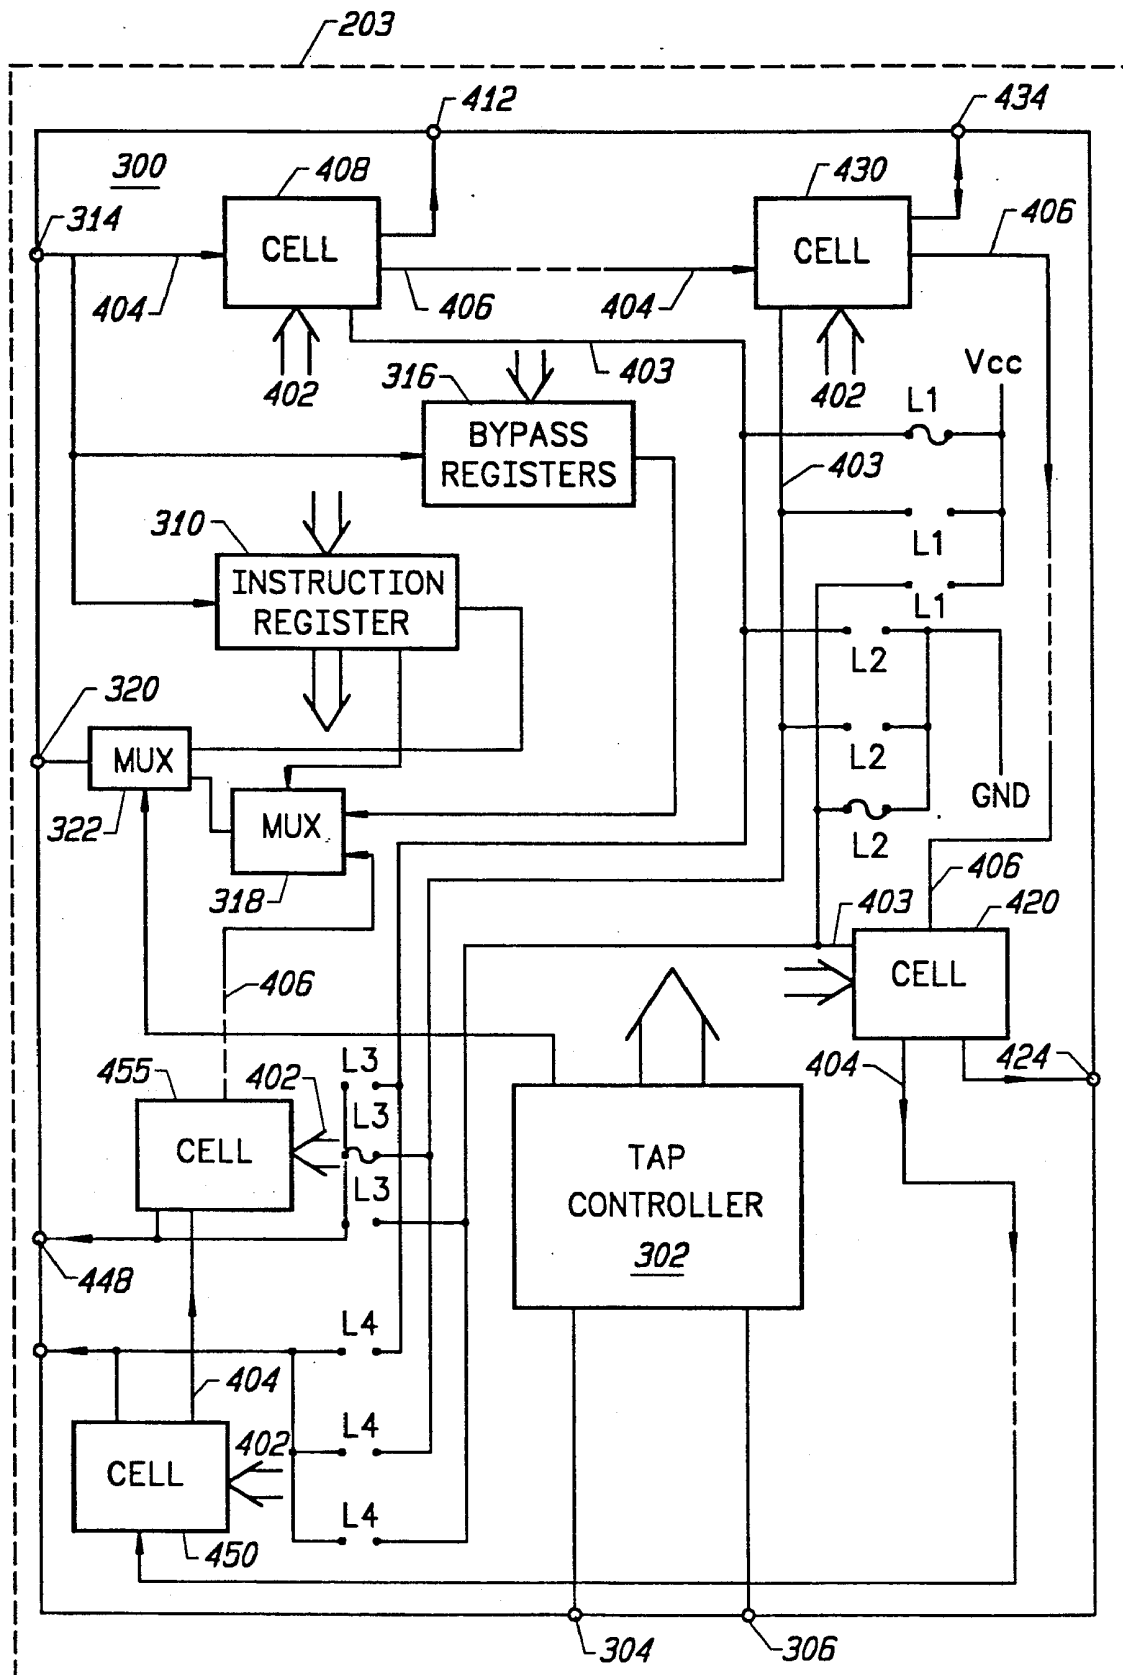 203
412
434
300
408
430
406
314
CELL
CELL
404
406
404
402
403
402
Vcc
316
L1
BYPASS
REGISTERS
403
310
L1
INSTRUCTION
REGISTER
L1
L2
320
MUX
L2
GND
322
MUX
L2
318
406
403
420
CELL
406
455
402
L3
404
424
L3
CELL
TAP
CONTROLLER
302
L3
448
L4
404
402
L4
CELL
L4
450
304
306